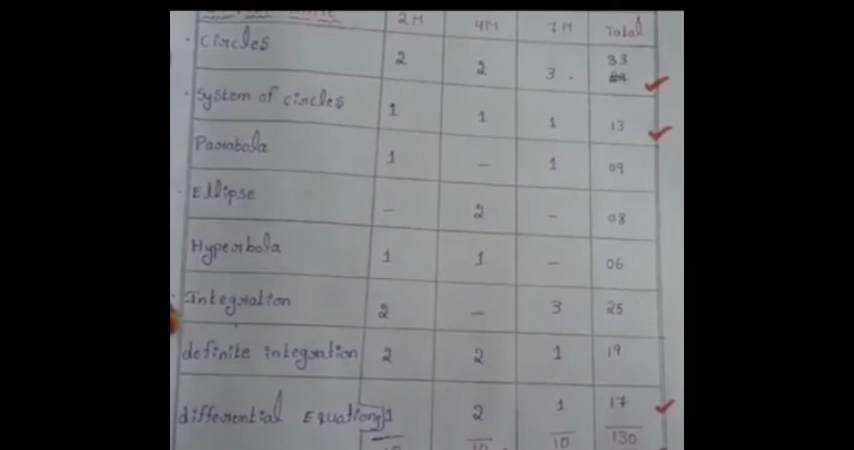 2M 4M 7M Total
Circles 2 2 3 33
System of circles 1 1 1 13
Parabola 1 - 1 09
Ellipse - 2 - 08
Hyperbola 1 1 - 06
Integration 2 - 3 25
definite integration 2 2 1 19
differential Equations 1 2 1 17
10 10 10 130